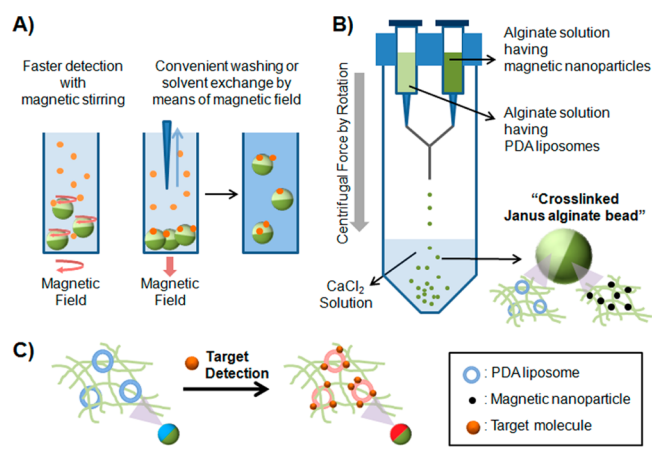 A)
Faster detection
with
magnetic stirring
Convenient washing or
solvent exchange by
means of magnetic field
Magnetic
Field
Magnetic
Field
B)
Alginate solution
having
magnetic nanoparticles
Alginate solution
having
PDA liposomes
Centrifugal Force by Rotation
CaCl2
Solution
“Crosslinked
Janus alginate bead”
C)
Target
Detection
: PDA liposome
: Magnetic nanoparticle
: Target molecule